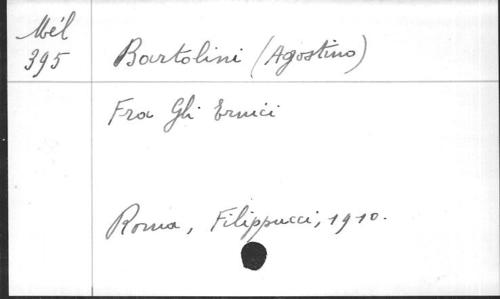 Mél
395
Bartolini (Agostino)
Fra Gli Ernici
Roma, Filippucci, 1910.